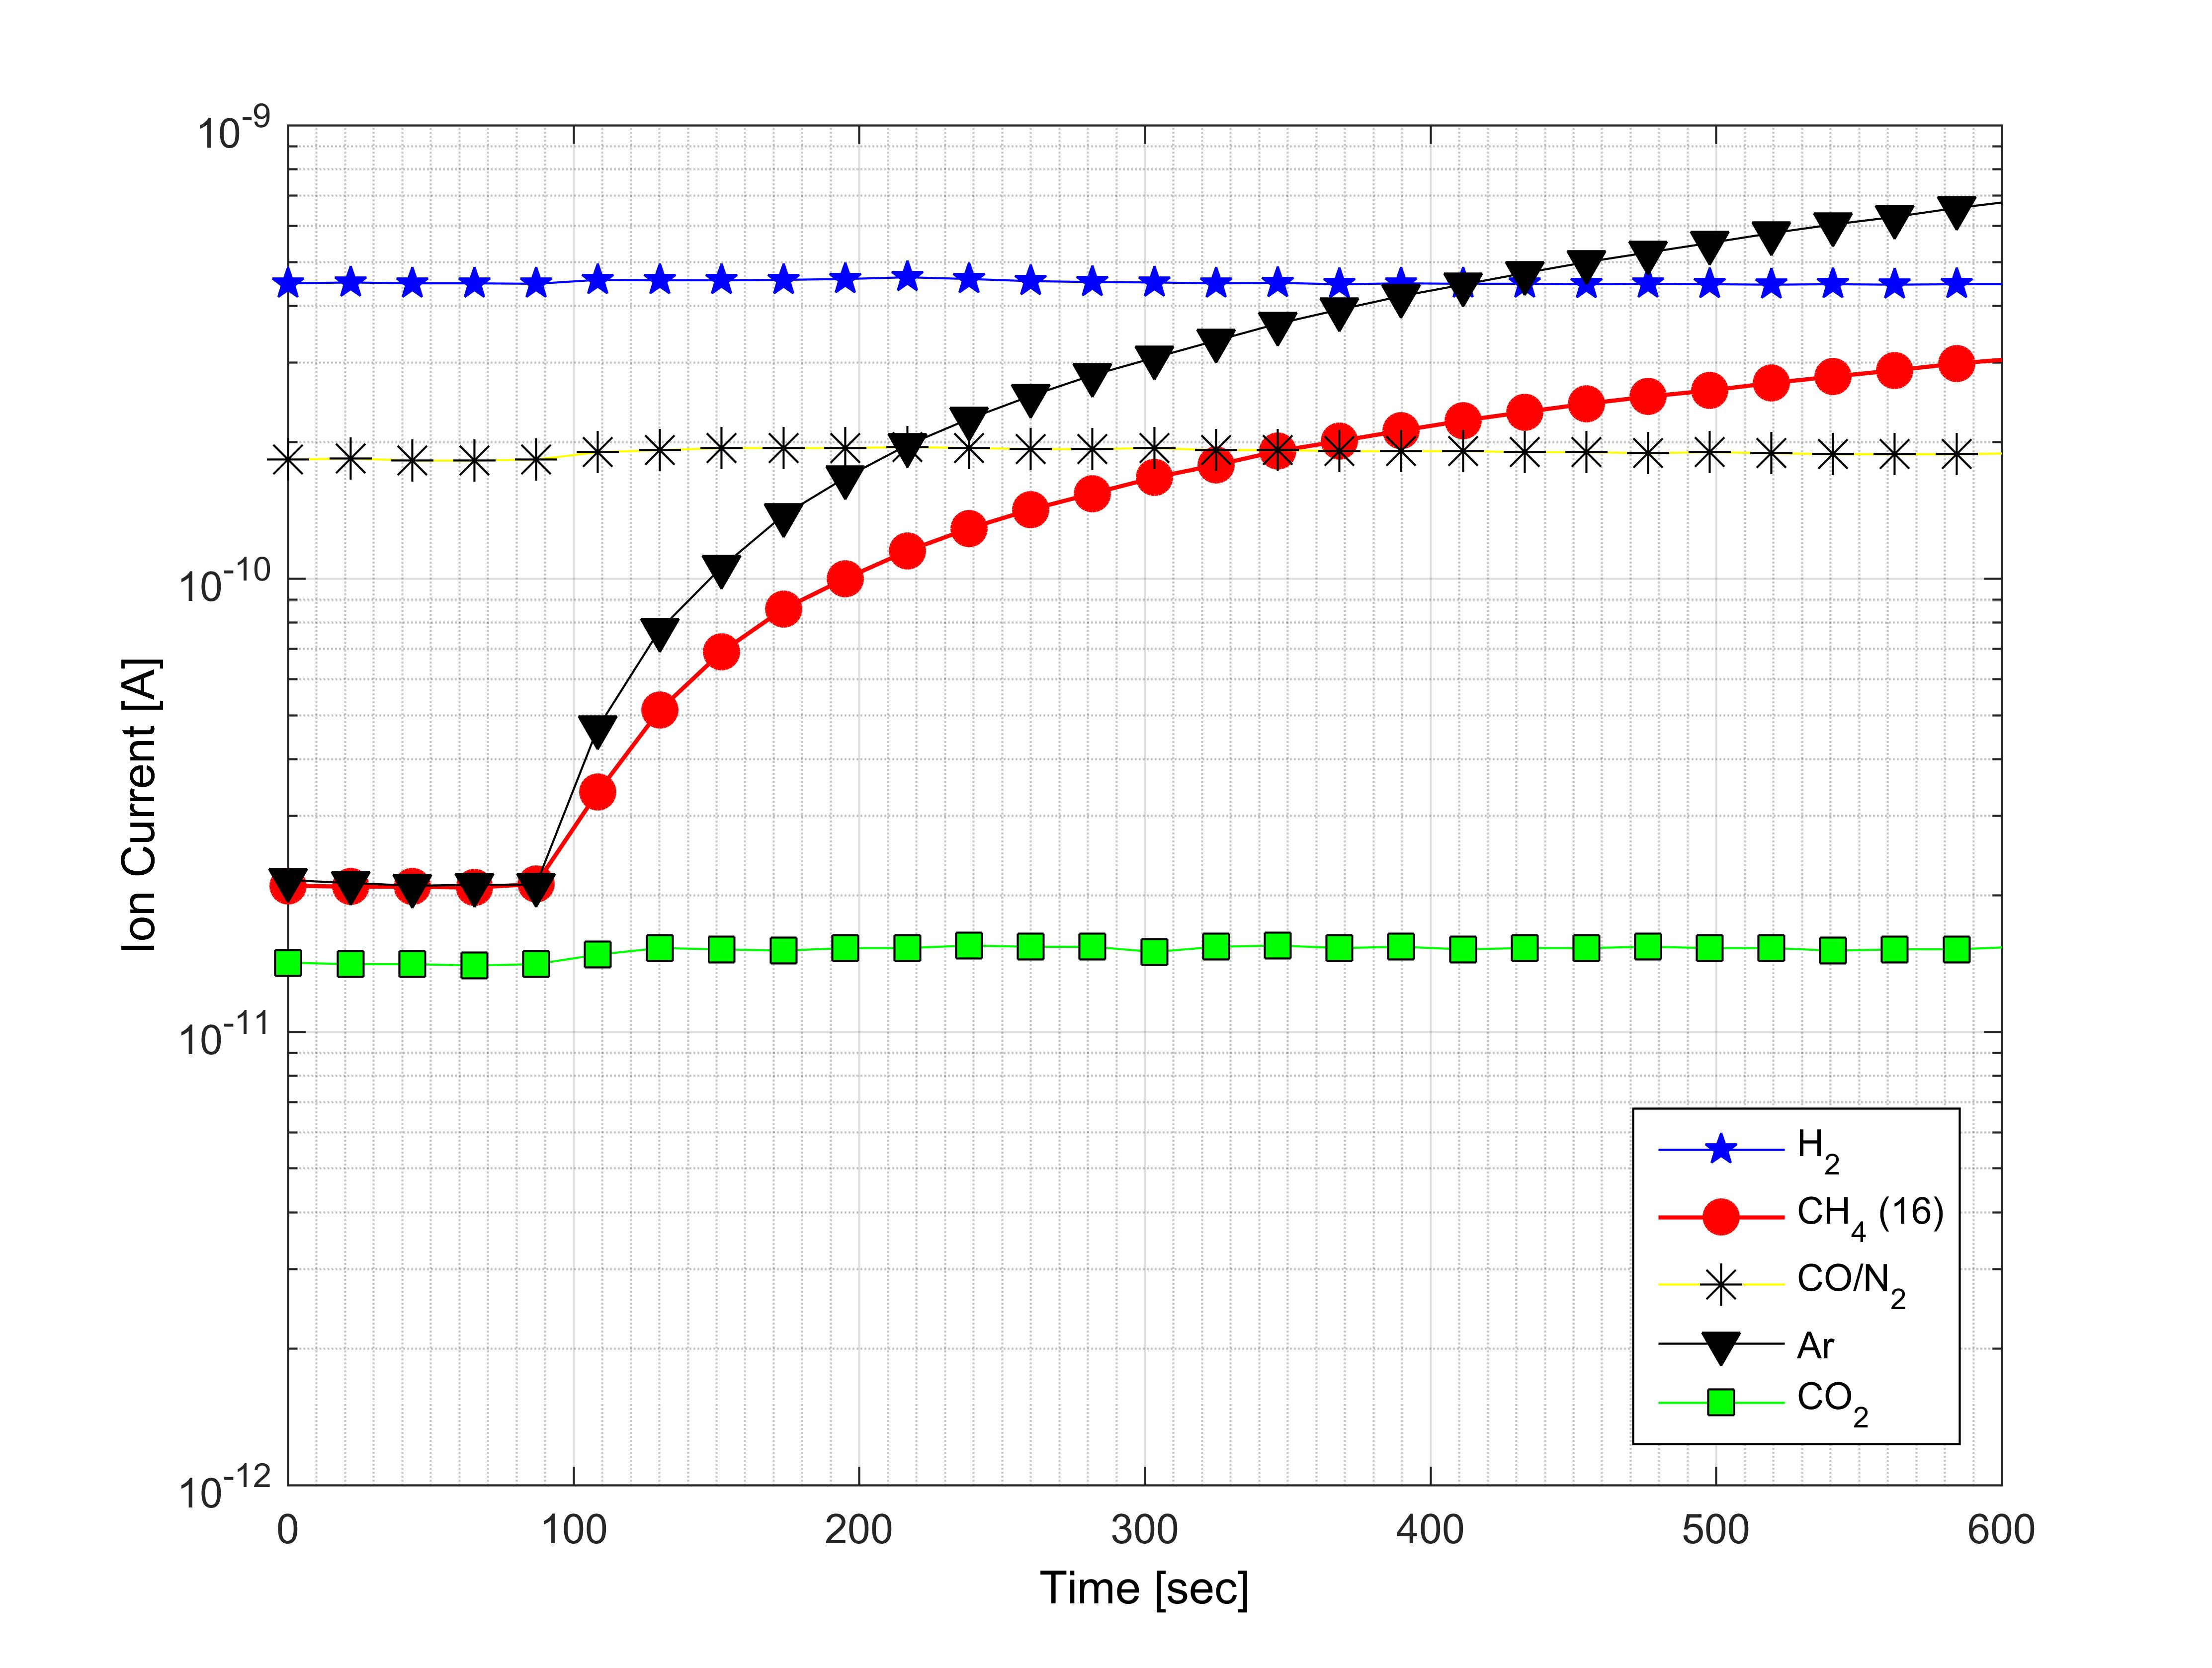 10⁻⁹
10⁻¹⁰
10⁻¹¹
10⁻¹²
Ion Current [A]
0 100 200 300 400 500 600
Time [sec]
H₂
CH₄ (16)
CO/N₂
Ar
CO₂